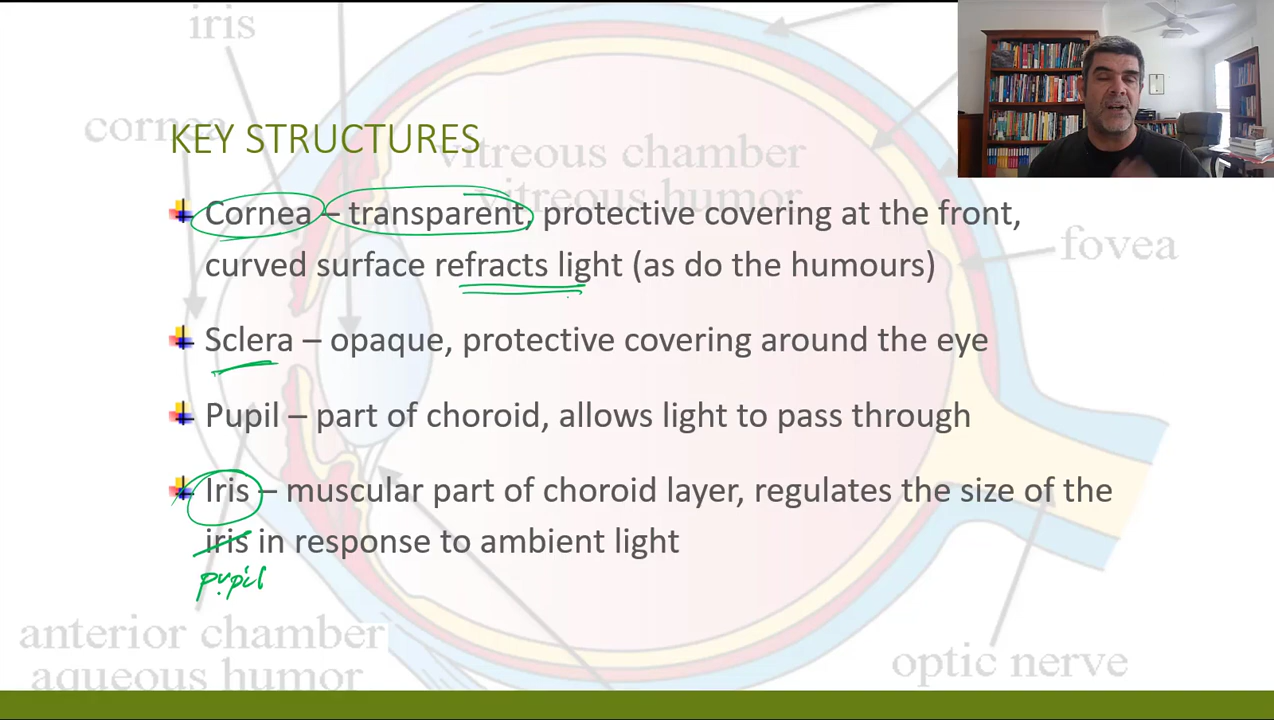 iris
cornea
KEY STRUCTURES
vitreous chamber
vitreous humor
Cornea – transparent, protective covering at the front,
curved surface refracts light (as do the humours)
fovea
Sclera – opaque, protective covering around the eye
Pupil – part of choroid, allows light to pass through
Iris – muscular part of choroid layer, regulates the size of the
iris in response to ambient light
pupil
anterior chamber
aqueous humor
optic nerve